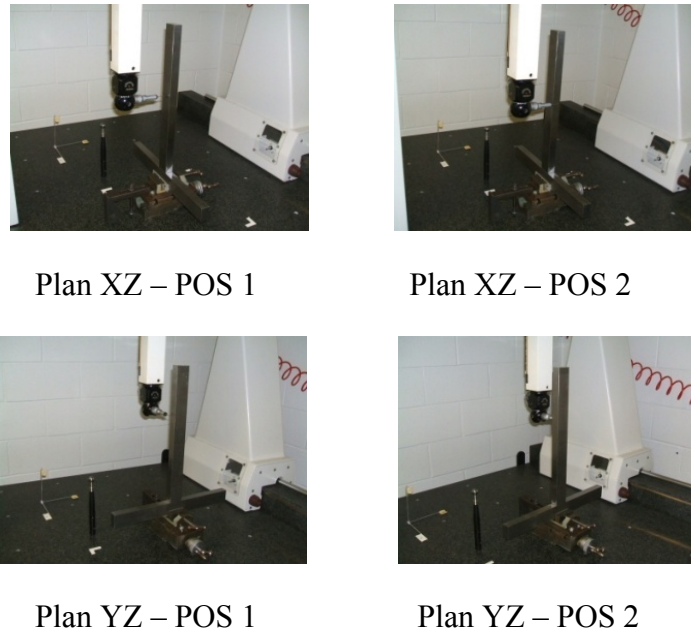 Plan XZ – POS 1
Plan XZ – POS 2
Plan YZ – POS 1
Plan YZ – POS 2